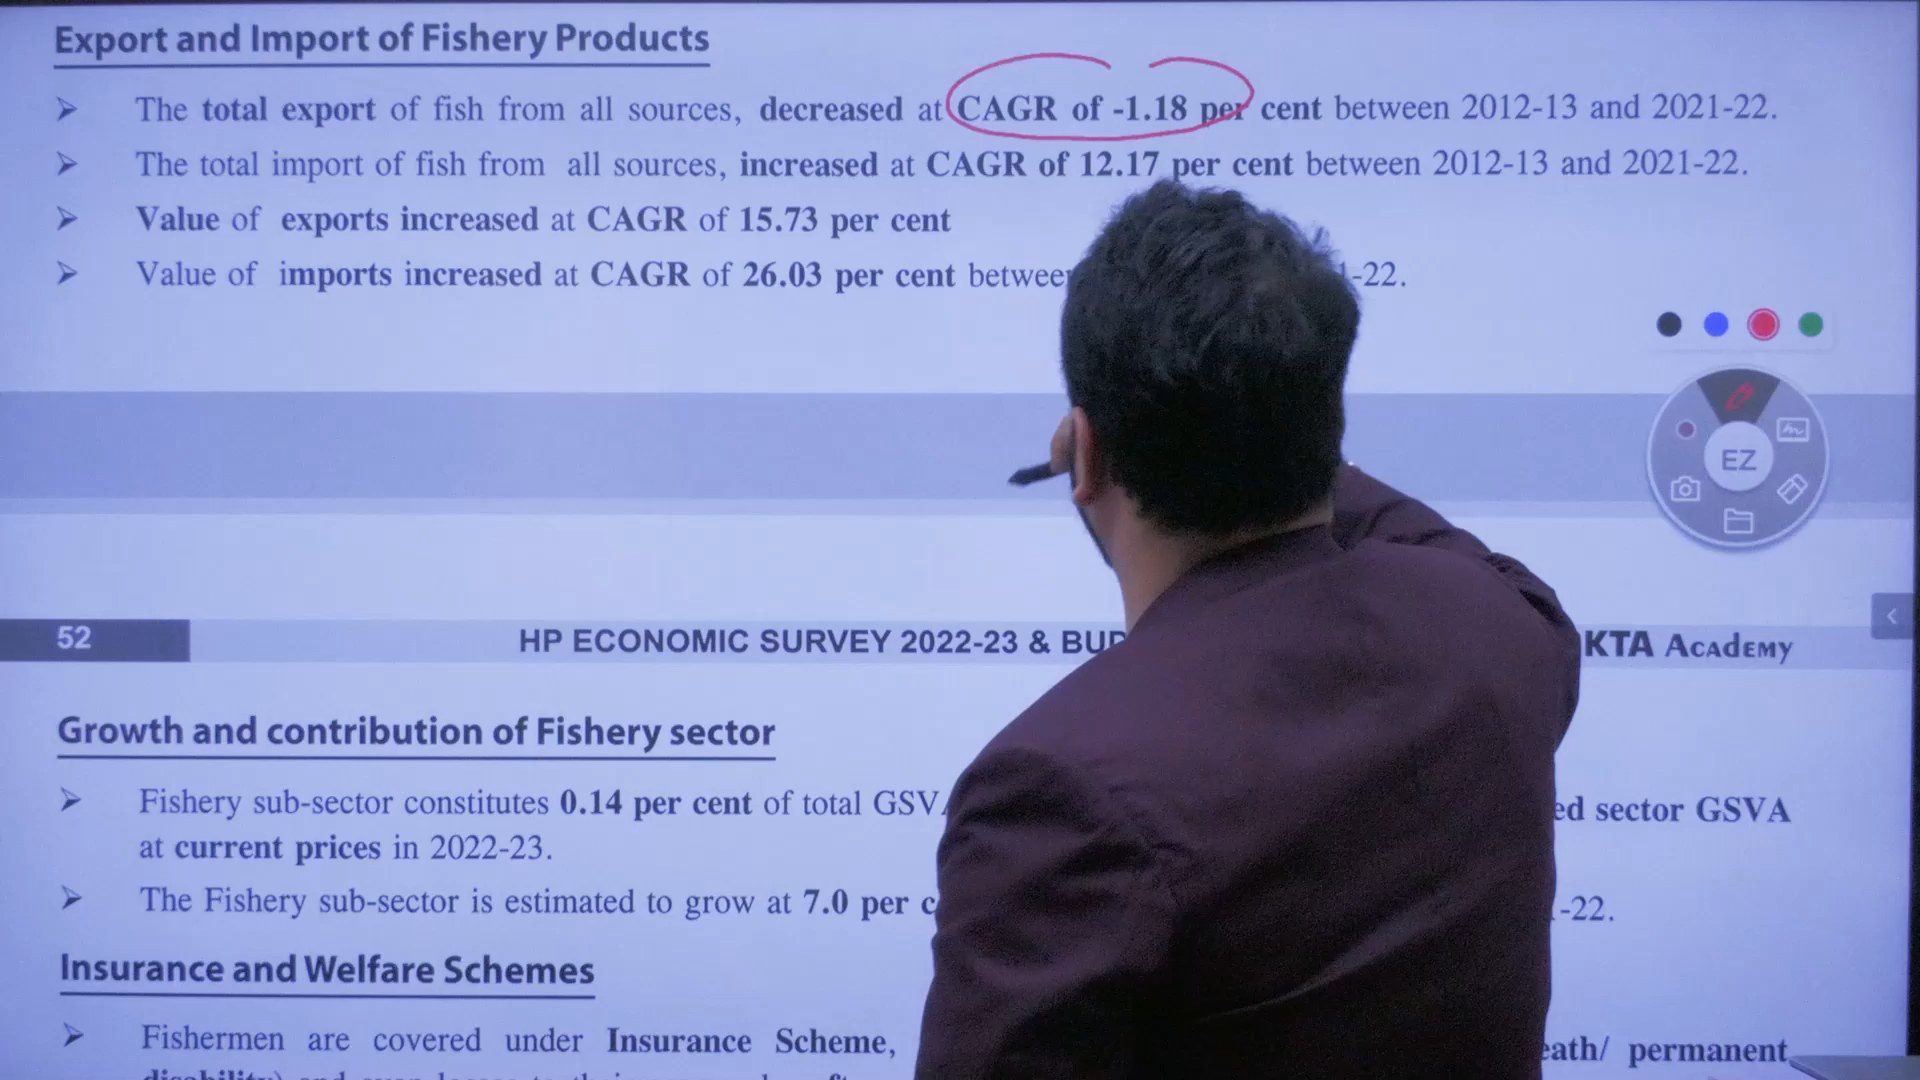 Export and Import of Fishery Products
➢ The total export of fish from all sources, decreased at CAGR of -1.18 per cent between 2012-13 and 2021-22.
➢ The total import of fish from all sources, increased at CAGR of 12.17 per cent between 2012-13 and 2021-22.
➢ Value of exports increased at CAGR of 15.73 per cent
➢ Value of imports increased at CAGR of 26.03 per cent -22.
EZ
52 HP ECONOMIC SURVEY 2022-23 & KTA ACADEMY
Growth and contribution of Fishery sector
➢ Fishery sub-sector constitutes 0.14 per cent of total sector GSVA
at current prices in 2022-23.
➢ The Fishery sub-sector is estimated to grow at 7.0 per -22.
Insurance and Welfare Schemes
➢ Fishermen are covered under Insurance Scheme, permanent